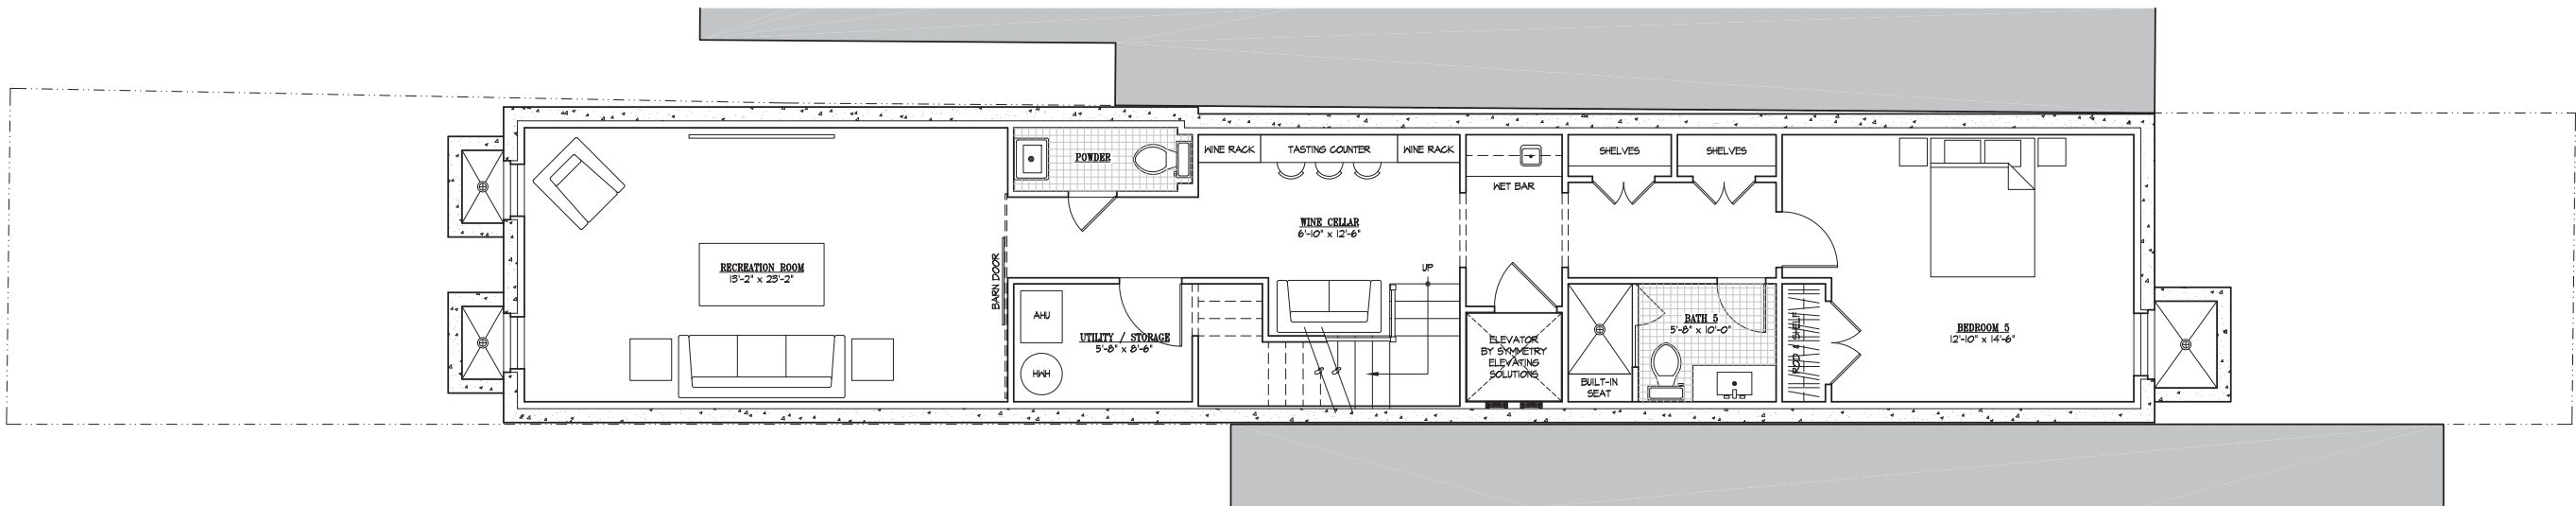 POWDER
WINE RACK
TASTING COUNTER
WINE RACK
SHELVES
SHELVES
WET BAR
WINE CELLAR
6'-10" x 12'-6"
RECREATION ROOM
13'-2" x 23'-2"
BARN DOOR
UP
AHU
HWH
UTILITY / STORAGE
5'-8" x 8'-6"
ELEVATOR
BY SYMMETRY
ELEVATING
SOLUTIONS
BUILT-IN
SEAT
BATH 5
5'-8" x 10'-0"
ROD & SHELF
BEDROOM 5
12'-10" x 14'-6"